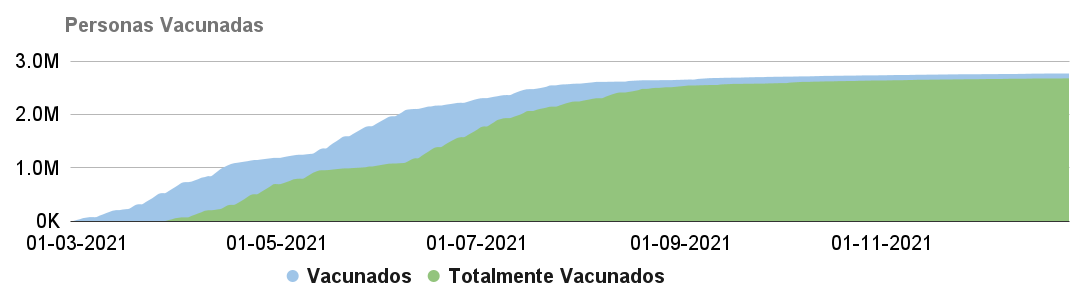 Personas Vacunadas
3.0M
2.0M
1.0M
0K
01-03-2021 01-05-2021 01-07-2021 01-09-2021 01-11-2021
Vacunados Totalmente Vacunados